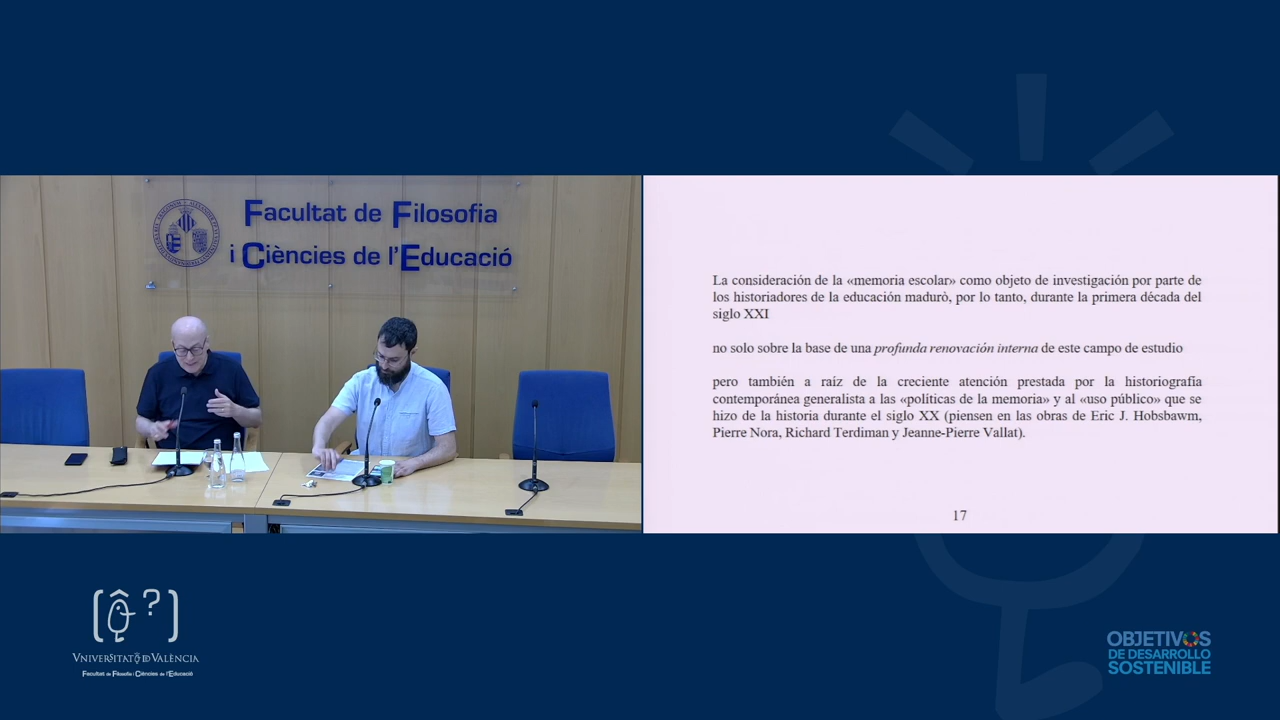 Facultat de Filosofia
i Ciències de l'Educació
La consideración de la «memoria escolar» como objeto de investigación por parte de
los historiadores de la educación madurò, por lo tanto, durante la primera década del
siglo XXI
no solo sobre la base de una profunda renovación interna de este campo de estudio
pero también a raíz de la creciente atención prestada por la historiografía
contemporánea generalista a las «políticas de la memoria» y al «uso público» que se
hizo de la historia durante el siglo XX (piensen en las obras de Eric J. Hobsbawm,
Pierre Nora, Richard Terdiman y Jeanne-Pierre Vallat).
17
[ô?]
VNIVERSITATG DVALÈNCIA
Facultat de Filosofia i Ciències de l'Educació
OBJETIVOS
DE DESARROLLO
SOSTENIBLE